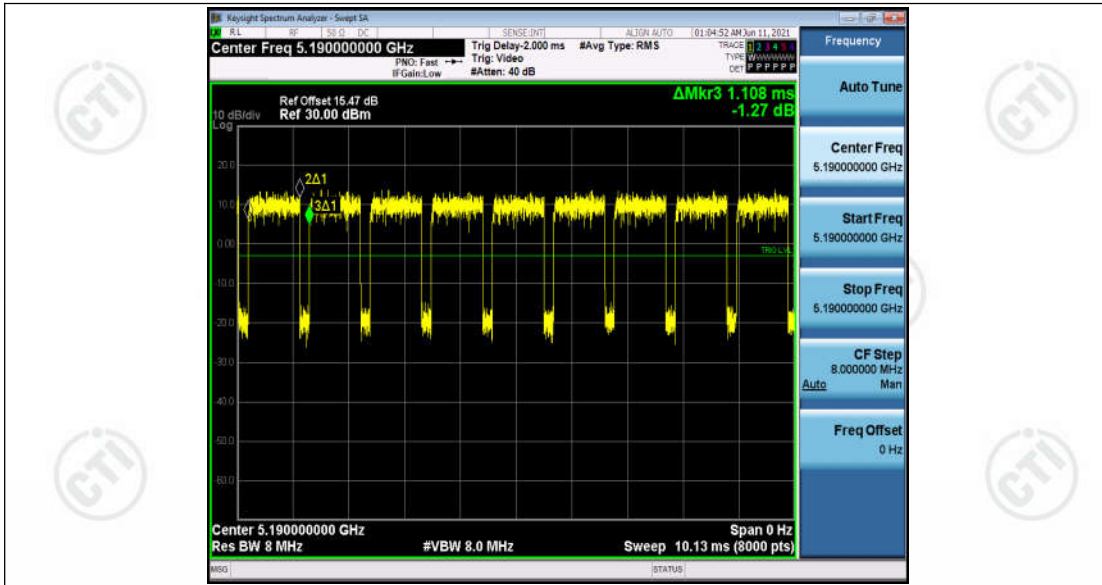 Keysight Spectrum Analyzer - Swept SA
RL RF 50 Ω DC SENSE:INT ALIGN AUTO 01:04:52 AM Jun 11, 2021
Center Freq 5.190000000 GHz
PNO: Fast
IFGain:Low
Trig Delay-2.000 ms
Trig: Video
#Atten: 40 dB
#Avg Type: RMS
TRACE 1 2 3 4 5 6
TYPE WWWWWW
DET P P P P P P
Frequency
Auto Tune
Center Freq
5.190000000 GHz
Start Freq
5.190000000 GHz
Stop Freq
5.190000000 GHz
CF Step
8.000000 MHz
Auto Man
Freq Offset
0 Hz
ΔMkr3 1.108 ms
-1.27 dB
Ref Offset 15.47 dB
10 dB/div Ref 30.00 dBm
Log
20.0
10.0
0.00
-10.0
-20.0
-30.0
-40.0
-50.0
-60.0
2Δ1
3Δ1
TRIG LVL
Center 5.190000000 GHz Span 0 Hz
Res BW 8 MHz #VBW 8.0 MHz Sweep 10.13 ms (8000 pts)
MSG STATUS
CTI
CTI
CTI
CTI